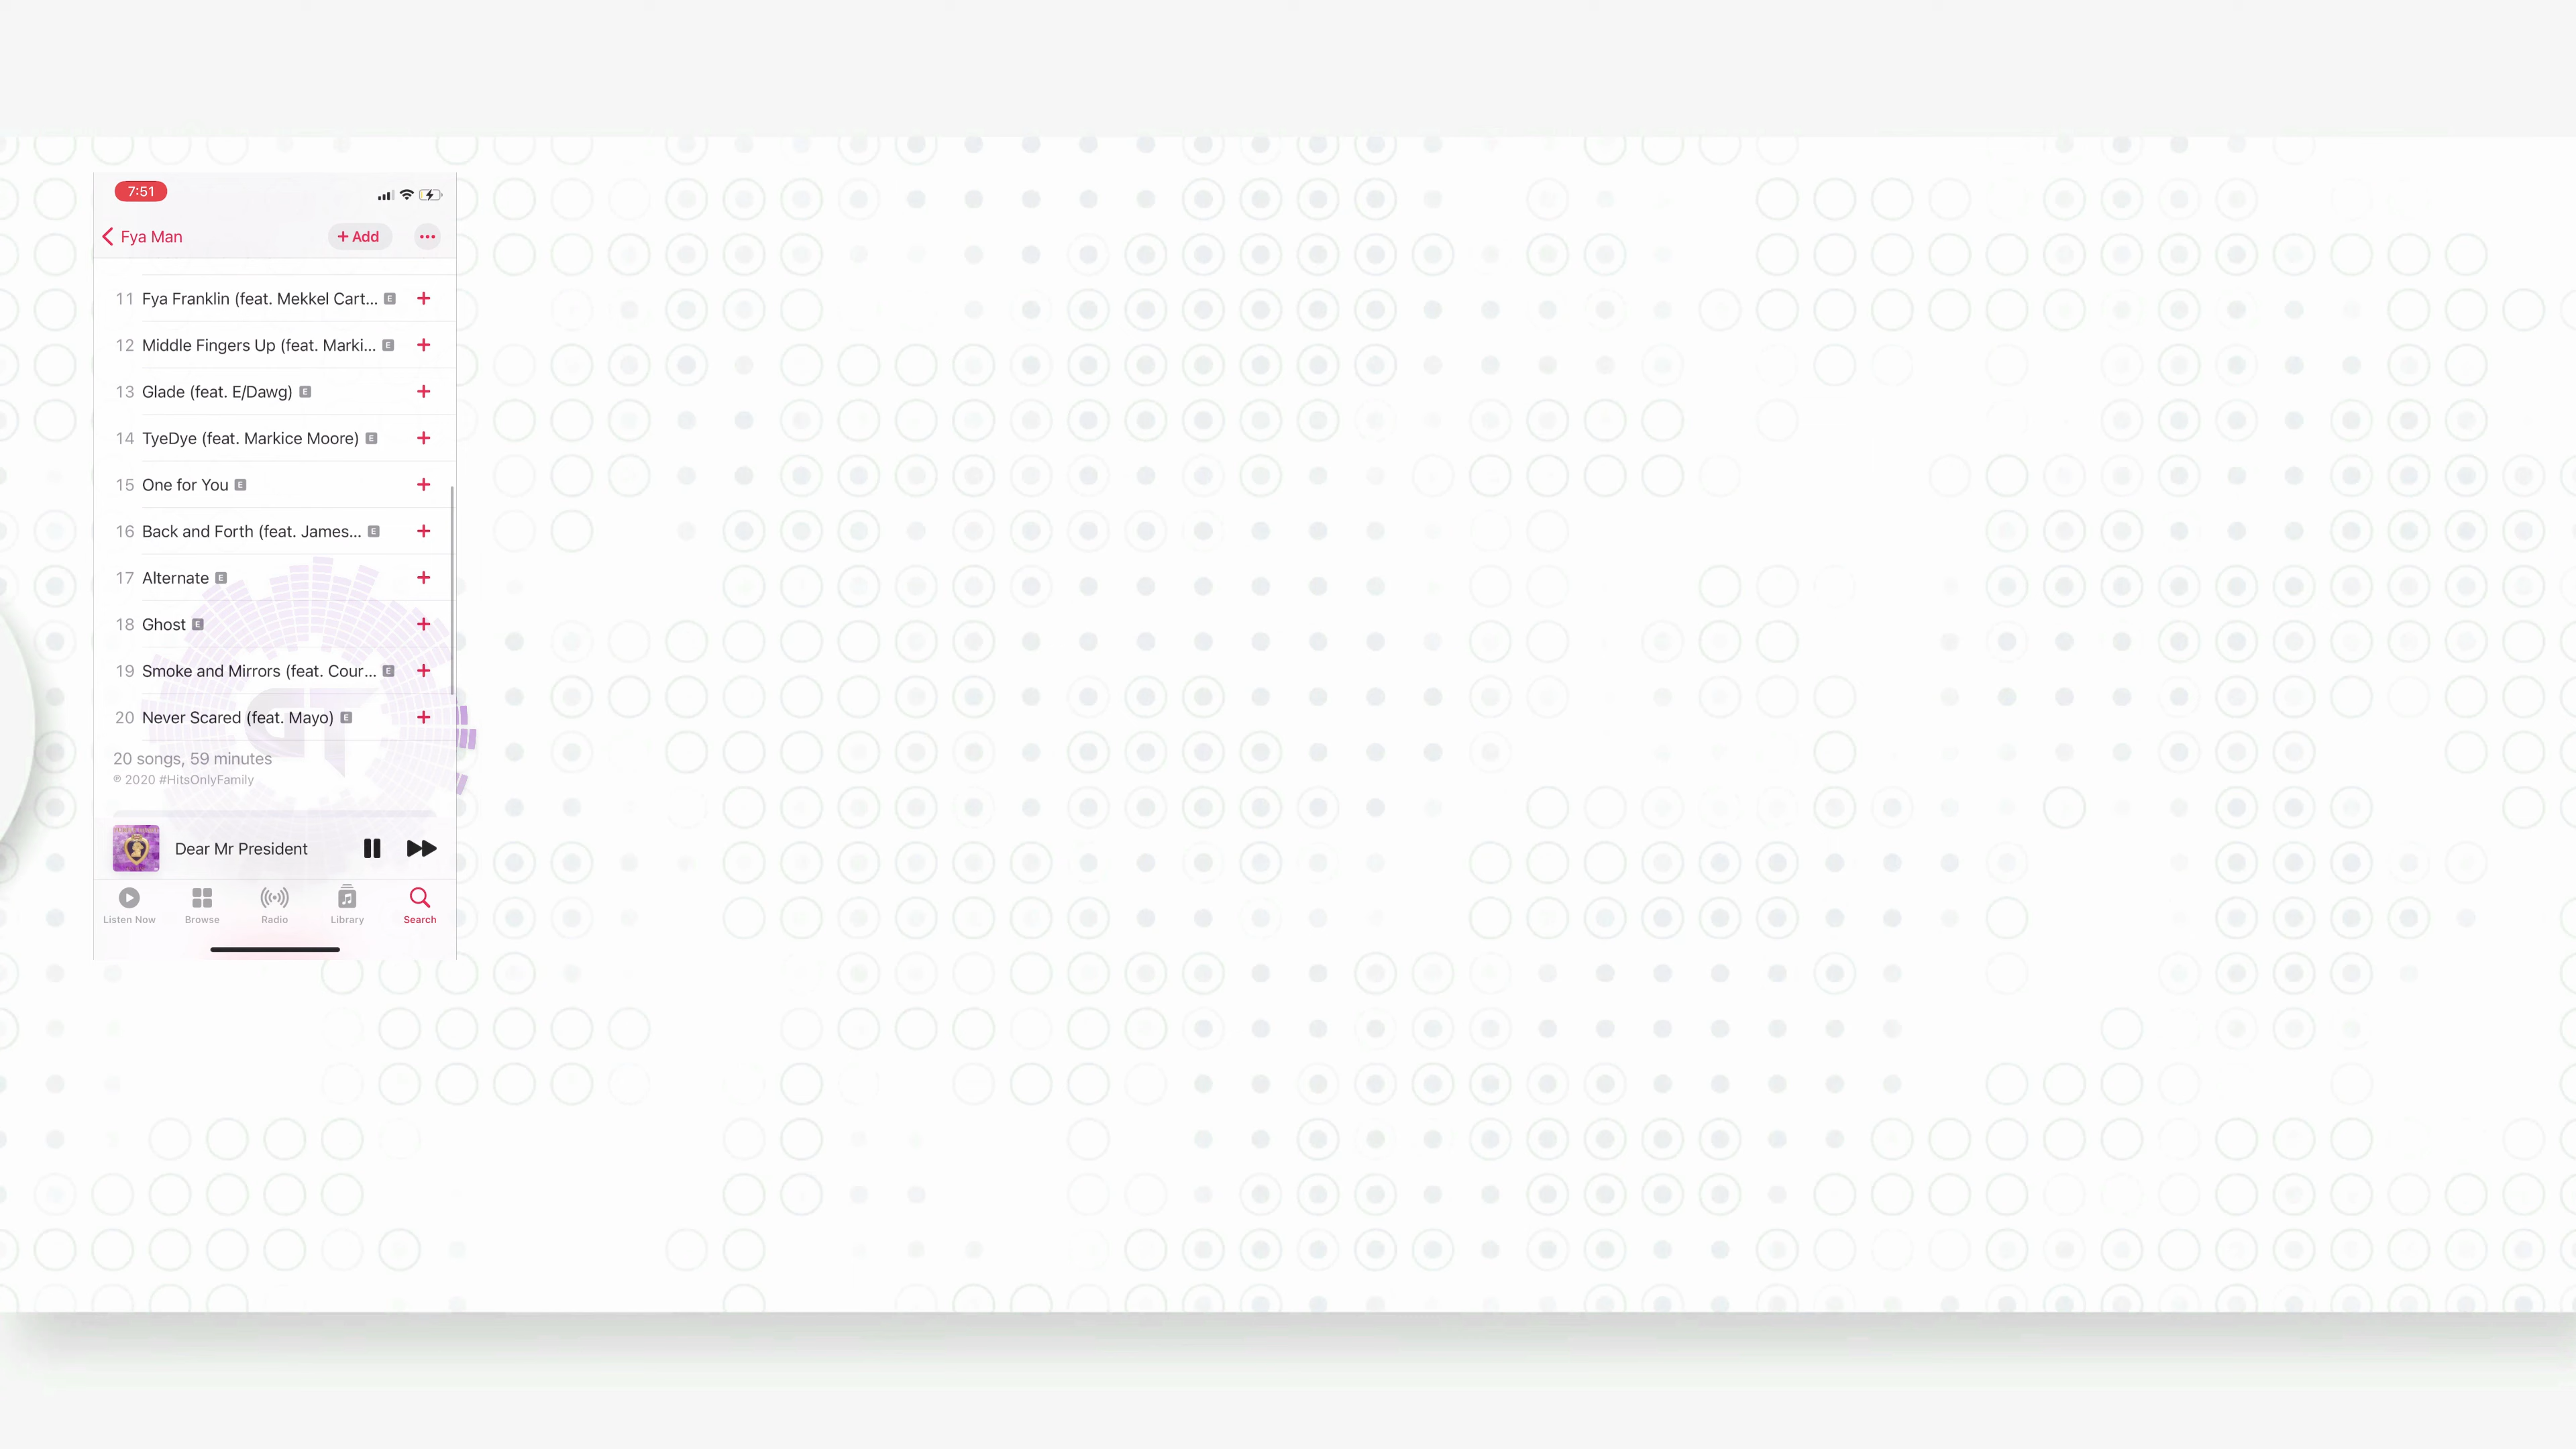 7:51
Fya Man
+ Add
11 Fya Franklin (feat. Mekkel Cart... E
12 Middle Fingers Up (feat. Marki... E
13 Glade (feat. E/Dawg) E
14 TyeDye (feat. Markice Moore) E
15 One for You E
16 Back and Forth (feat. James... E
17 Alternate E
18 Ghost E
19 Smoke and Mirrors (feat. Cour... E
20 Never Scared (feat. Mayo) E
20 songs, 59 minutes
℗ 2020 #HitsOnlyFamily
Dear Mr President
Listen Now Browse Radio Library Search